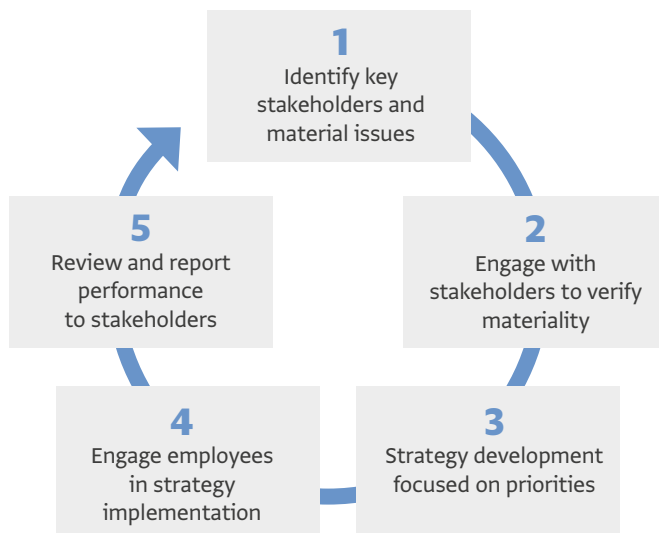 1
Identify key
stakeholders and
material issues
2
Engage with
stakeholders to verify
materiality
3
Strategy development
focused on priorities
4
Engage employees
in strategy
implementation
5
Review and report
performance
to stakeholders